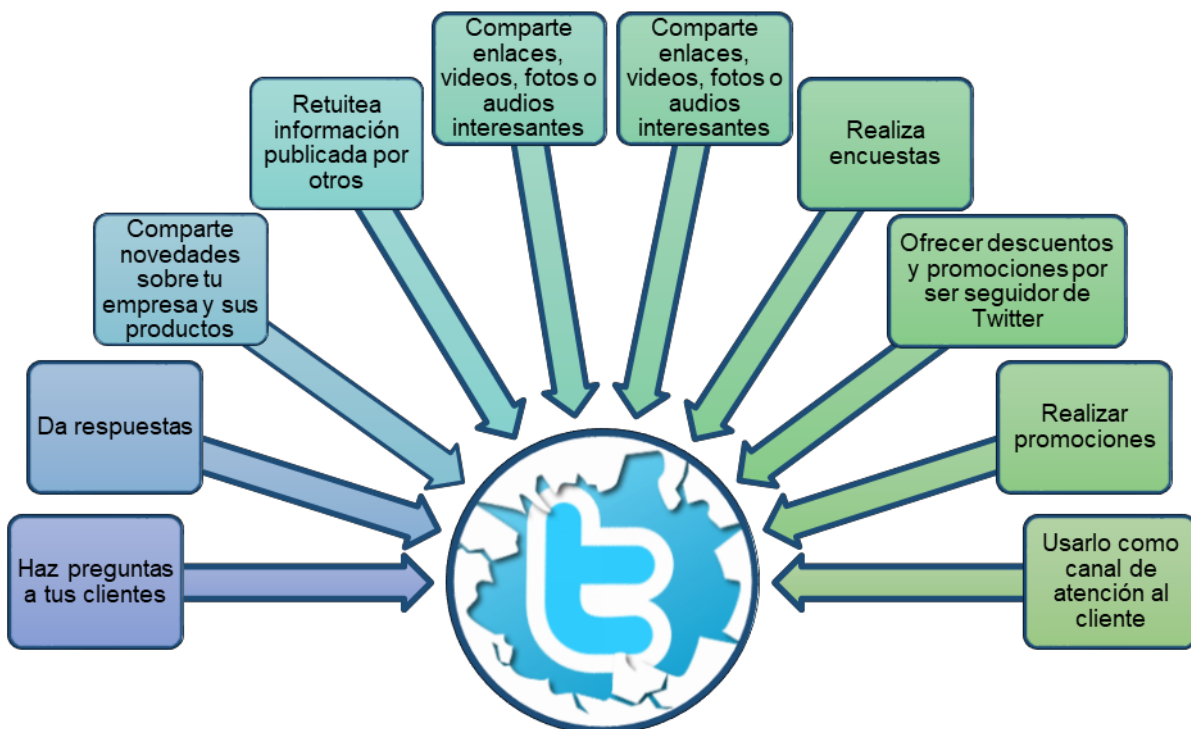 Haz preguntas
a tus clientes
Da respuestas
Comparte
novedades
sobre tu
empresa y sus
productos
Retuitea
información
publicada por
otros
Comparte
enlaces,
videos, fotos o
audios
interesantes
Comparte
enlaces,
videos, fotos o
audios
interesantes
Realiza
encuestas
Ofrecer descuentos
y promociones por
ser seguidor de
Twitter
Realizar
promociones
Usarlo como
canal de
atención al
cliente
t